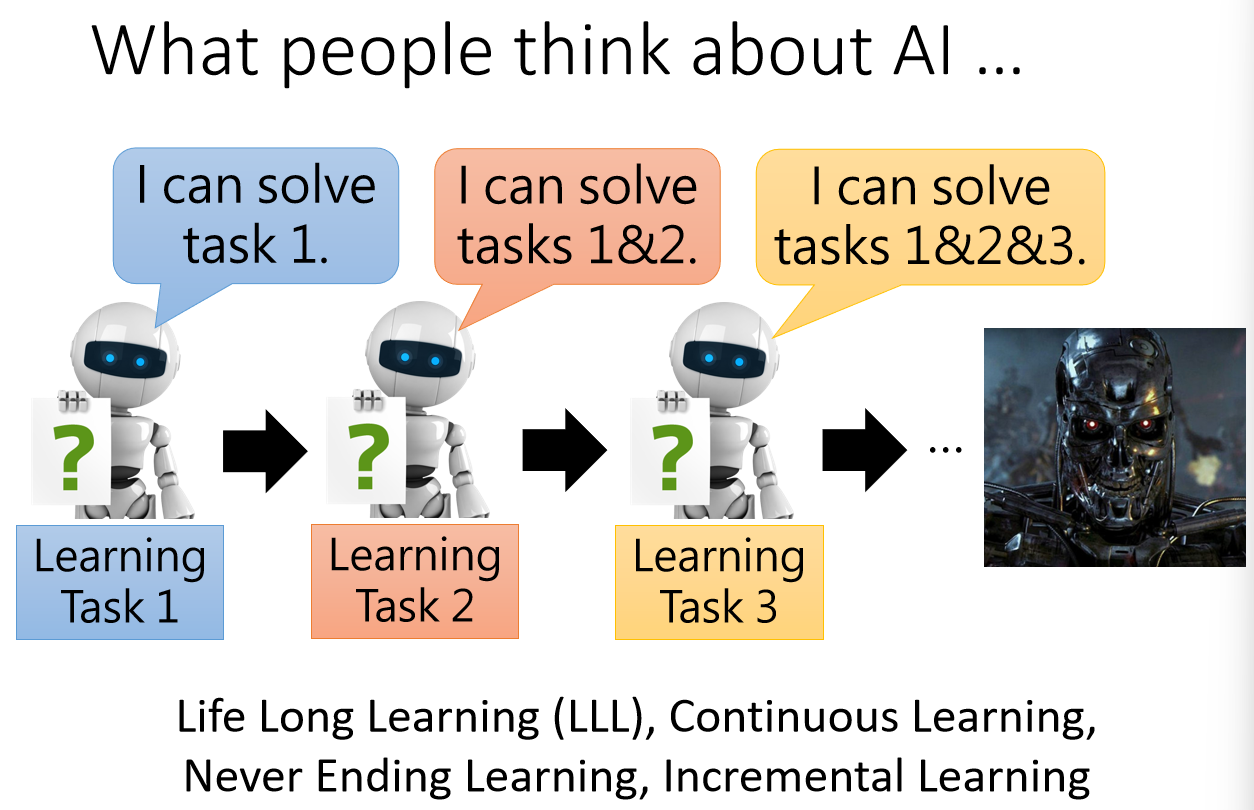 What people think about AI …
I can solve
task 1.
I can solve
tasks 1&2.
I can solve
tasks 1&2&3.
?
?
?
…
Learning
Task 1
Learning
Task 2
Learning
Task 3
Life Long Learning (LLL), Continuous Learning,
Never Ending Learning, Incremental Learning